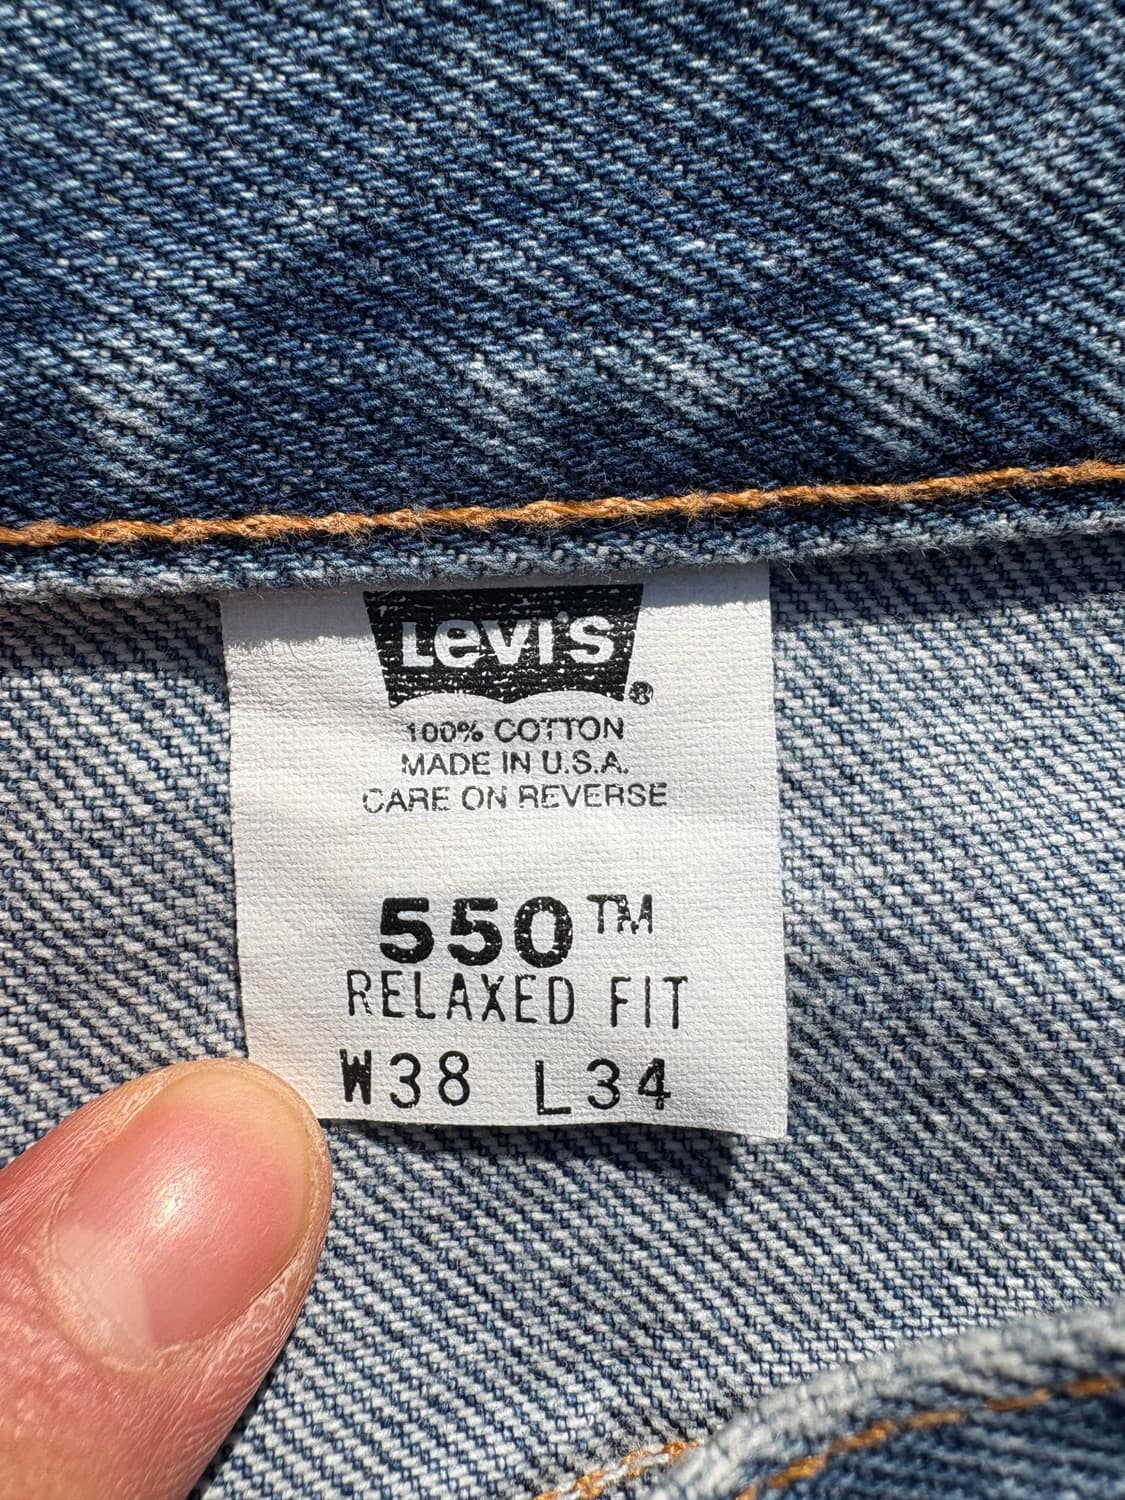 Levi's ®
100% COTTON
MADE IN U.S.A.
CARE ON REVERSE
550™
RELAXED FIT
W38 L34